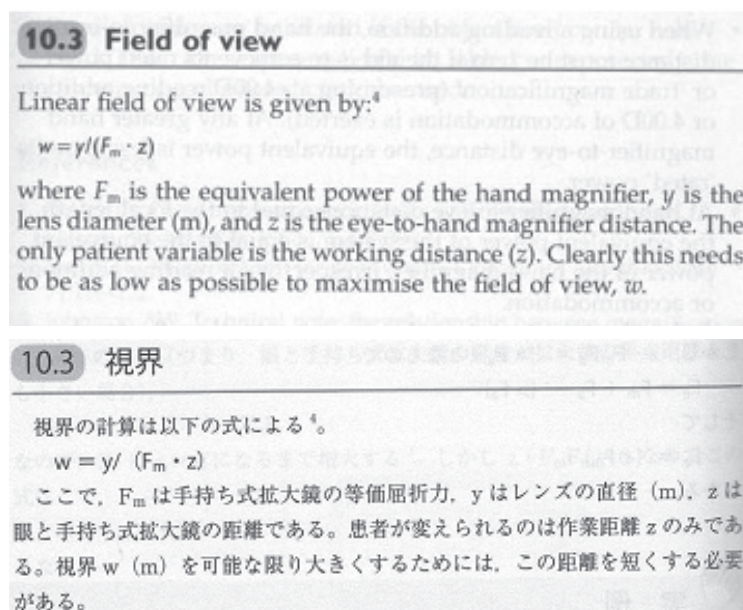 10.3 Field of view
Linear field of view is given by:⁴
w=y/(Fₘ · z)
where Fₘ is the equivalent power of the hand magnifier, y is the
lens diameter (m), and z is the eye-to-hand magnifier distance. The
only patient variable is the working distance (z). Clearly this needs
to be as low as possible to maximise the field of view, w.
10.3 視界
視界の計算は以下の式による⁴。
w = y/ (Fₘ・z)
ここで，Fₘは手持ち式拡大鏡の等価屈折力，yはレンズの直径（m），zは
眼と手持ち式拡大鏡の距離である。患者が変えられるのは作業距離zのみであ
る。視界w（m）を可能な限り大きくするためには，この距離を短くする必要
がある。